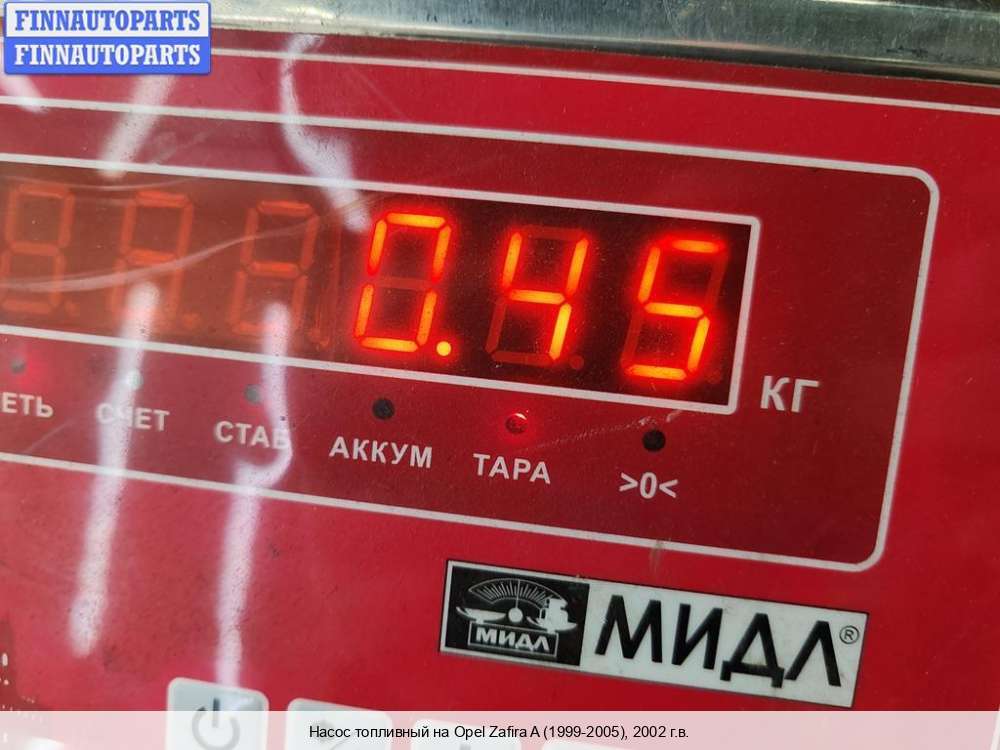 FINNAUTOPARTS
FINNAUTOPARTS
0.45
КГ
ЕТЬ СЧЕТ СТАБ АККУМ ТАРА >0<
МИДЛ МИДЛ®
Насос топливный на Opel Zafira A (1999-2005), 2002 г.в.